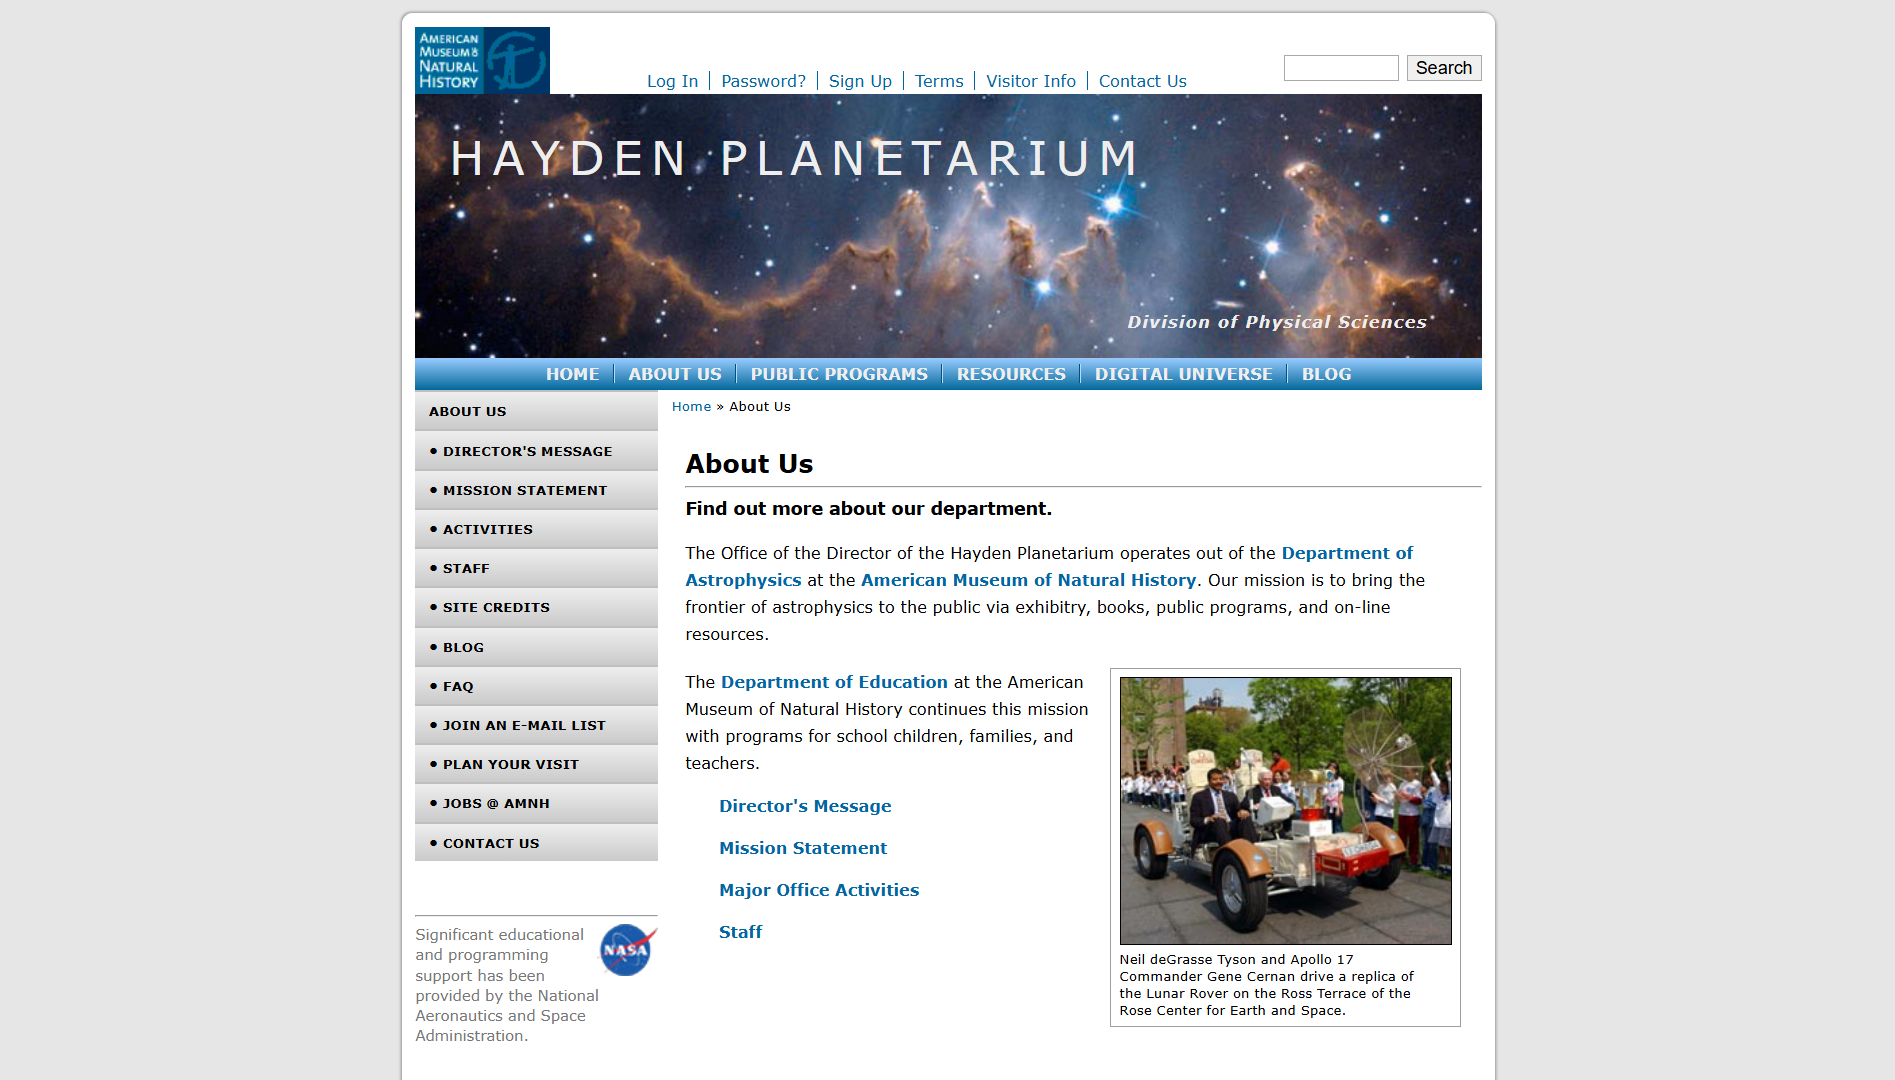 AMERICAN
MUSEUM OF
NATURAL
HISTORY
Log In
Password?
Sign Up
Terms
Visitor Info
Contact Us
Search
HAYDEN PLANETARIUM
Division of Physical Sciences
HOME
ABOUT US
PUBLIC PROGRAMS
RESOURCES
DIGITAL UNIVERSE
BLOG
ABOUT US
• DIRECTOR'S MESSAGE
• MISSION STATEMENT
• ACTIVITIES
• STAFF
• SITE CREDITS
• BLOG
• FAQ
• JOIN AN E-MAIL LIST
• PLAN YOUR VISIT
• JOBS @ AMNH
• CONTACT US
Significant educational
and programming
support has been
provided by the National
Aeronautics and Space
Administration.
NASA
Home » About Us
About Us
Find out more about our department.
The Office of the Director of the Hayden Planetarium operates out of the Department of
Astrophysics at the American Museum of Natural History. Our mission is to bring the
frontier of astrophysics to the public via exhibitry, books, public programs, and on-line
resources.
The Department of Education at the American
Museum of Natural History continues this mission
with programs for school children, families, and
teachers.
Director's Message
Mission Statement
Major Office Activities
Staff
Neil deGrasse Tyson and Apollo 17
Commander Gene Cernan drive a replica of
the Lunar Rover on the Ross Terrace of the
Rose Center for Earth and Space.